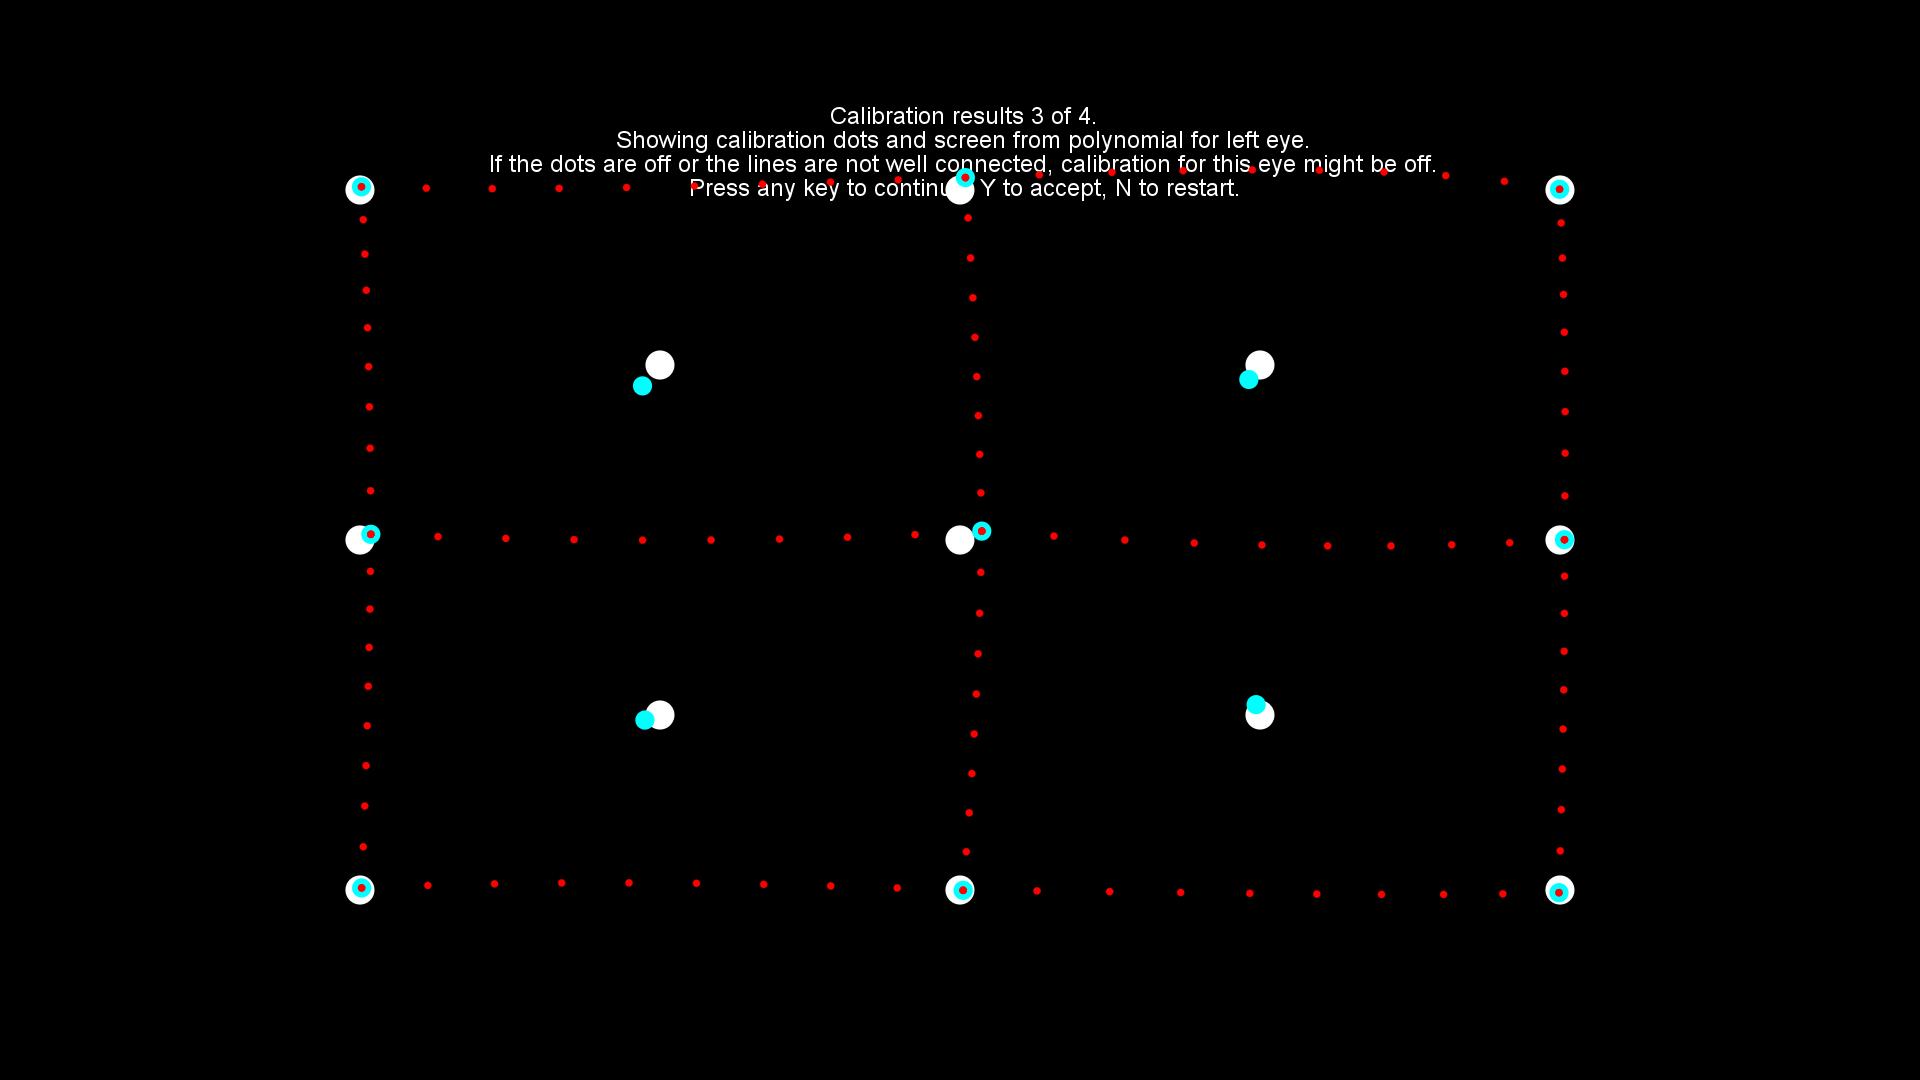 Calibration results 3 of 4.
Showing calibration dots and screen from polynomial for left eye.
If the dots are off or the lines are not well connected, calibration for this eye might be off.
Press any key to continue, Y to accept, N to restart.